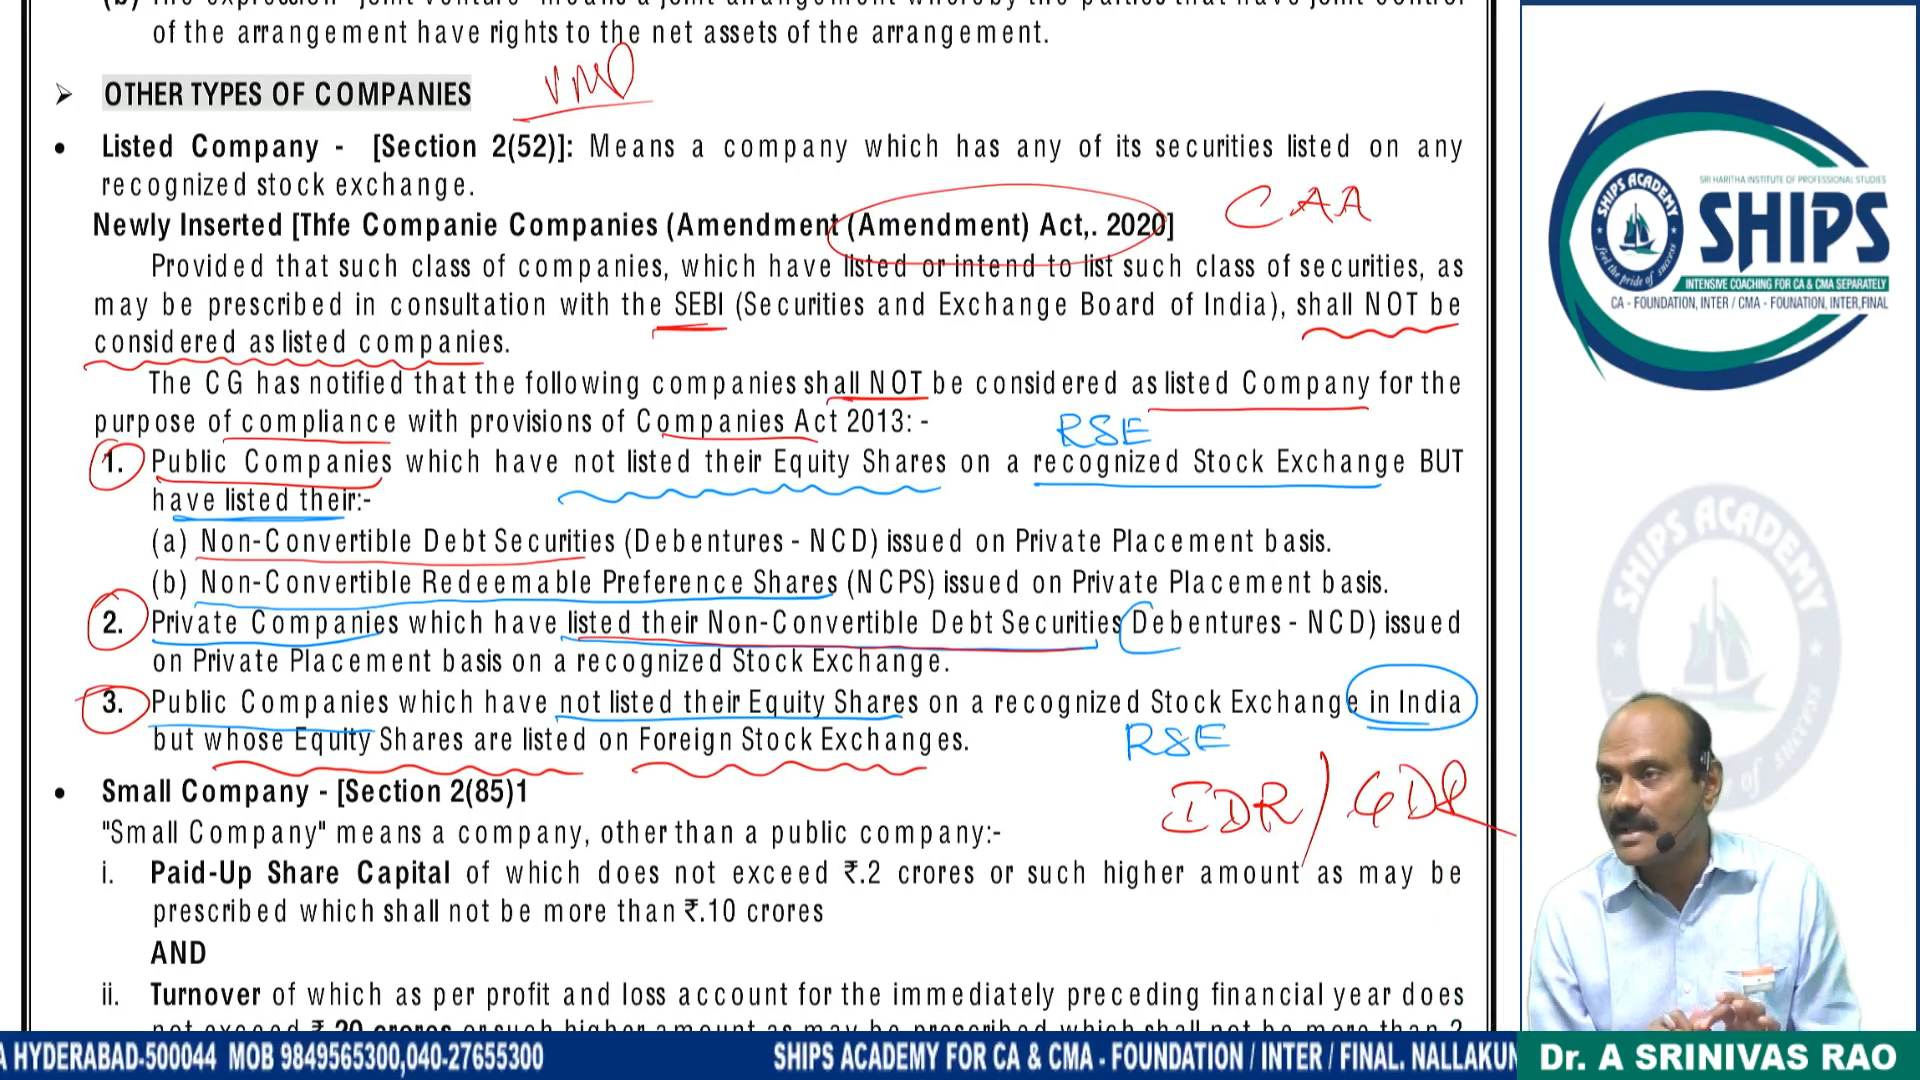 of the arrangement have rights to the net assets of the arrangement.
➢ OTHER TYPES OF COMPANIES
• Listed Company - [Section 2(52)]: Means a company which has any of its securities listed on any
recognized stock exchange.
CAA
Newly Inserted [Thfe Companie Companies (Amendment (Amendment) Act,. 2020]
Provided that such class of companies, which have listed or intend to list such class of securities, as
may be prescribed in consultation with the SEBI (Securities and Exchange Board of India), shall NOT be
considered as listed companies.
The CG has notified that the following companies shall NOT be considered as listed Company for the
purpose of compliance with provisions of Companies Act 2013: -
RSE
1. Public Companies which have not listed their Equity Shares on a recognized Stock Exchange BUT
have listed their:-
(a) Non-Convertible Debt Securities (Debentures - NCD) issued on Private Placement basis.
(b) Non-Convertible Redeemable Preference Shares (NCPS) issued on Private Placement basis.
2. Private Companies which have listed their Non-Convertible Debt Securities Debentures - NCD) issued
on Private Placement basis on a recognized Stock Exchange.
3. Public Companies which have not listed their Equity Shares on a recognized Stock Exchange in India
but whose Equity Shares are listed on Foreign Stock Exchanges.
RSE
IDR / GDR
• Small Company - [Section 2(85)1
"Small Company" means a company, other than a public company:-
i. Paid-Up Share Capital of which does not exceed ₹.2 crores or such higher amount as may be
prescribed which shall not be more than ₹.10 crores
AND
ii. Turnover of which as per profit and loss account for the immediately preceding financial year does
SHIPS ACADEMY
feel the pride of success
SRI HARITHA INSTITUTE OF PROFESSIONAL STUDIES
SHIPS
INTENSIVE COACHING FOR CA & CMA SEPARATELY
CA - FOUNDATION, INTER / CMA - FOUNATION, INTER,FINAL
SHIPS ACADEMY
of success
A HYDERABAD-500044 MOB 9849565300,040-27655300
SHIPS ACADEMY FOR CA & CMA - FOUNDATION / INTER / FINAL. NALLAKUN
Dr. A SRINIVAS RAO